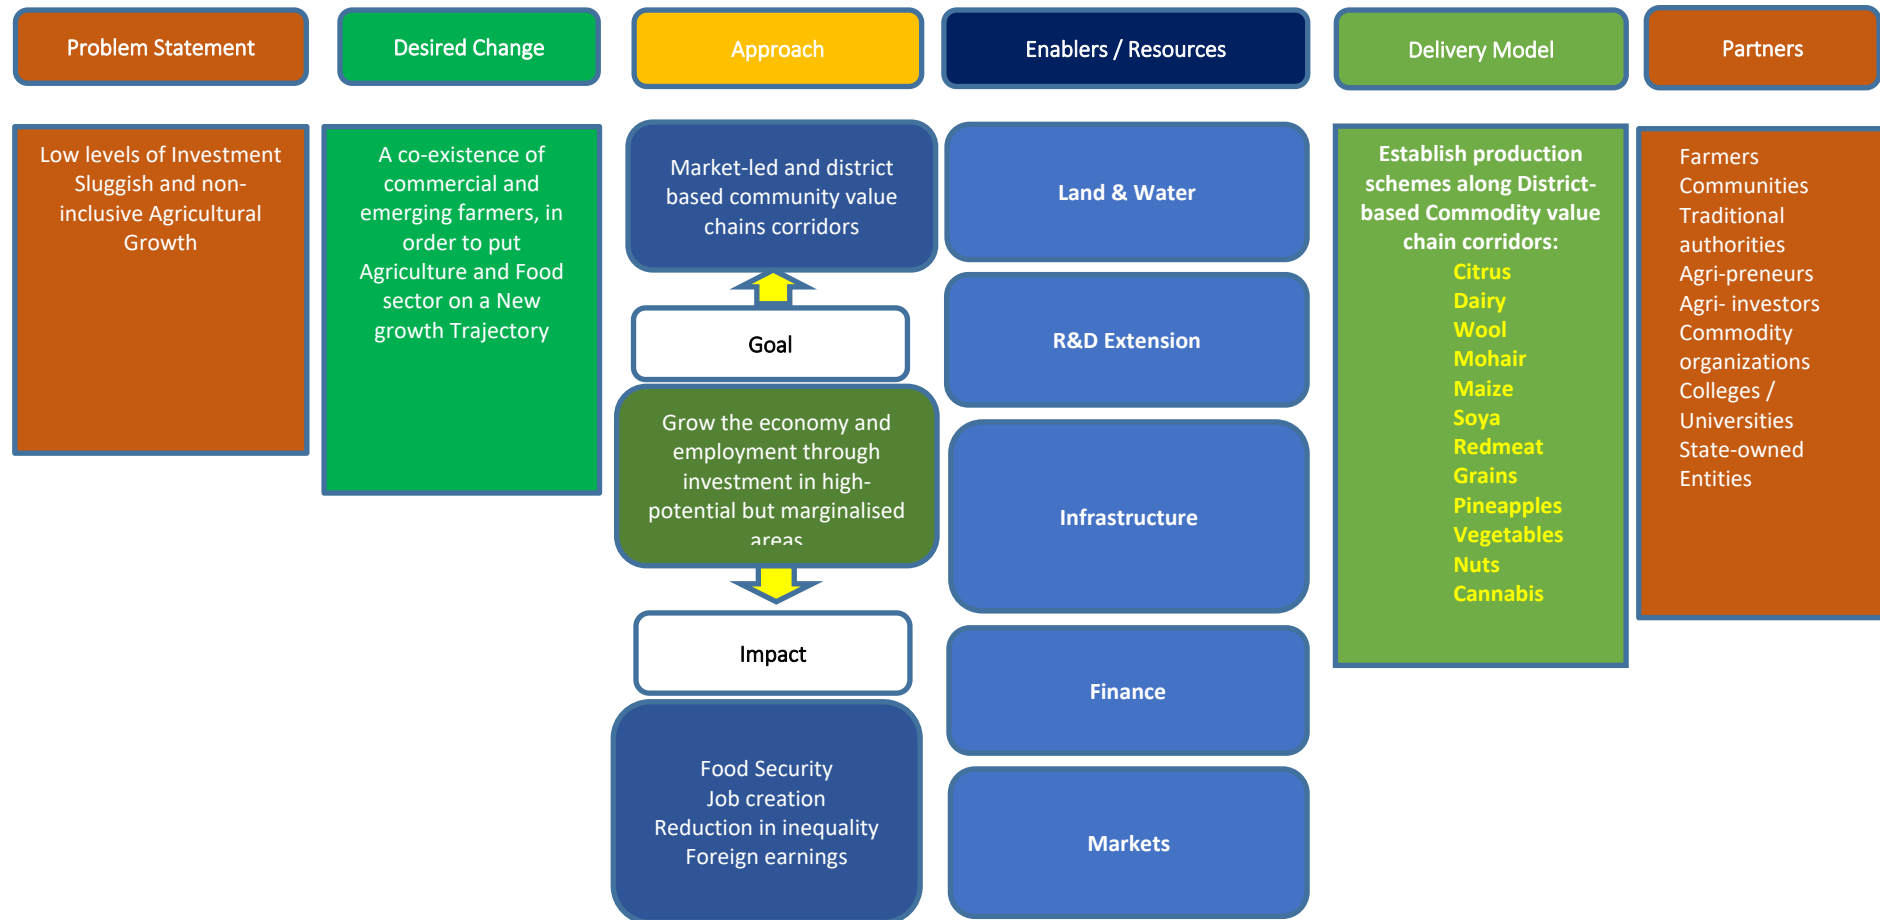 Problem Statement
Desired Change
Approach
Enablers / Resources
Delivery Model
Partners
Low levels of Investment
Sluggish and non-
inclusive Agricultural
Growth
A co-existence of
commercial and
emerging farmers, in
order to put
Agriculture and Food
sector on a New
growth Trajectory
Market-led and district
based community value
chains corridors
Goal
Grow the economy and
employment through
investment in high-
potential but marginalised
areas
Impact
Food Security
Job creation
Reduction in inequality
Foreign earnings
Land & Water
R&D Extension
Infrastructure
Finance
Markets
Establish production
schemes along District-
based Commodity value
chain corridors:
Citrus
Dairy
Wool
Mohair
Maize
Soya
Redmeat
Grains
Pineapples
Vegetables
Nuts
Cannabis
Farmers
Communities
Traditional
authorities
Agri-preneurs
Agri- investors
Commodity
organizations
Colleges /
Universities
State-owned
Entities